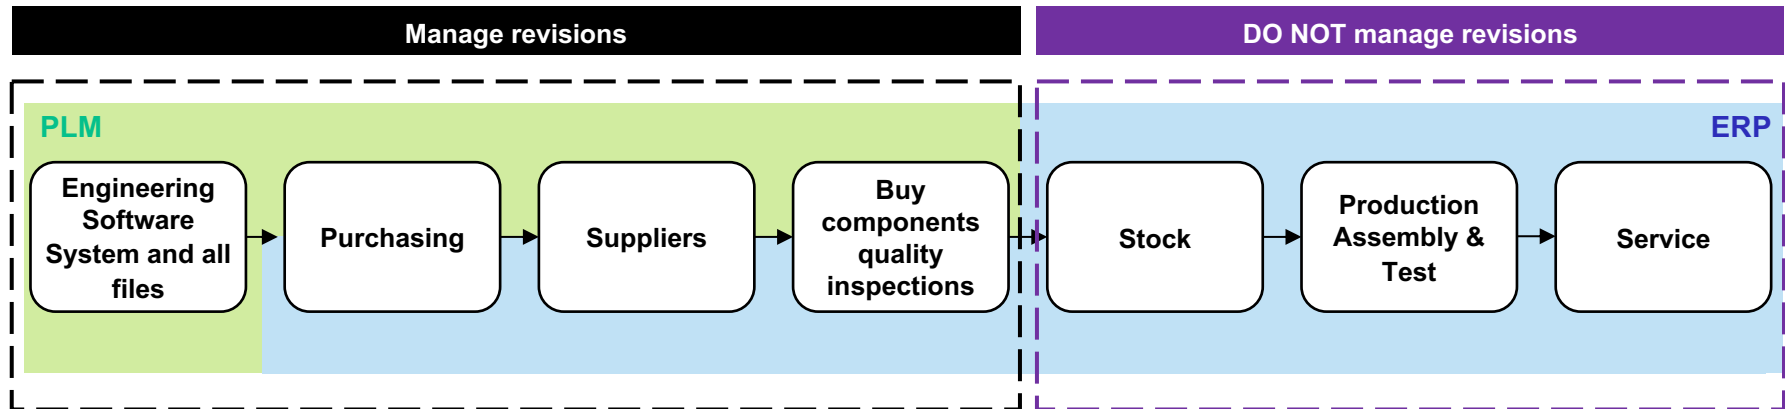 Manage revisions
DO NOT manage revisions
PLM
ERP
Engineering
Software
System and all
files
Purchasing
Suppliers
Buy
components
quality
inspections
Stock
Production
Assembly &
Test
Service